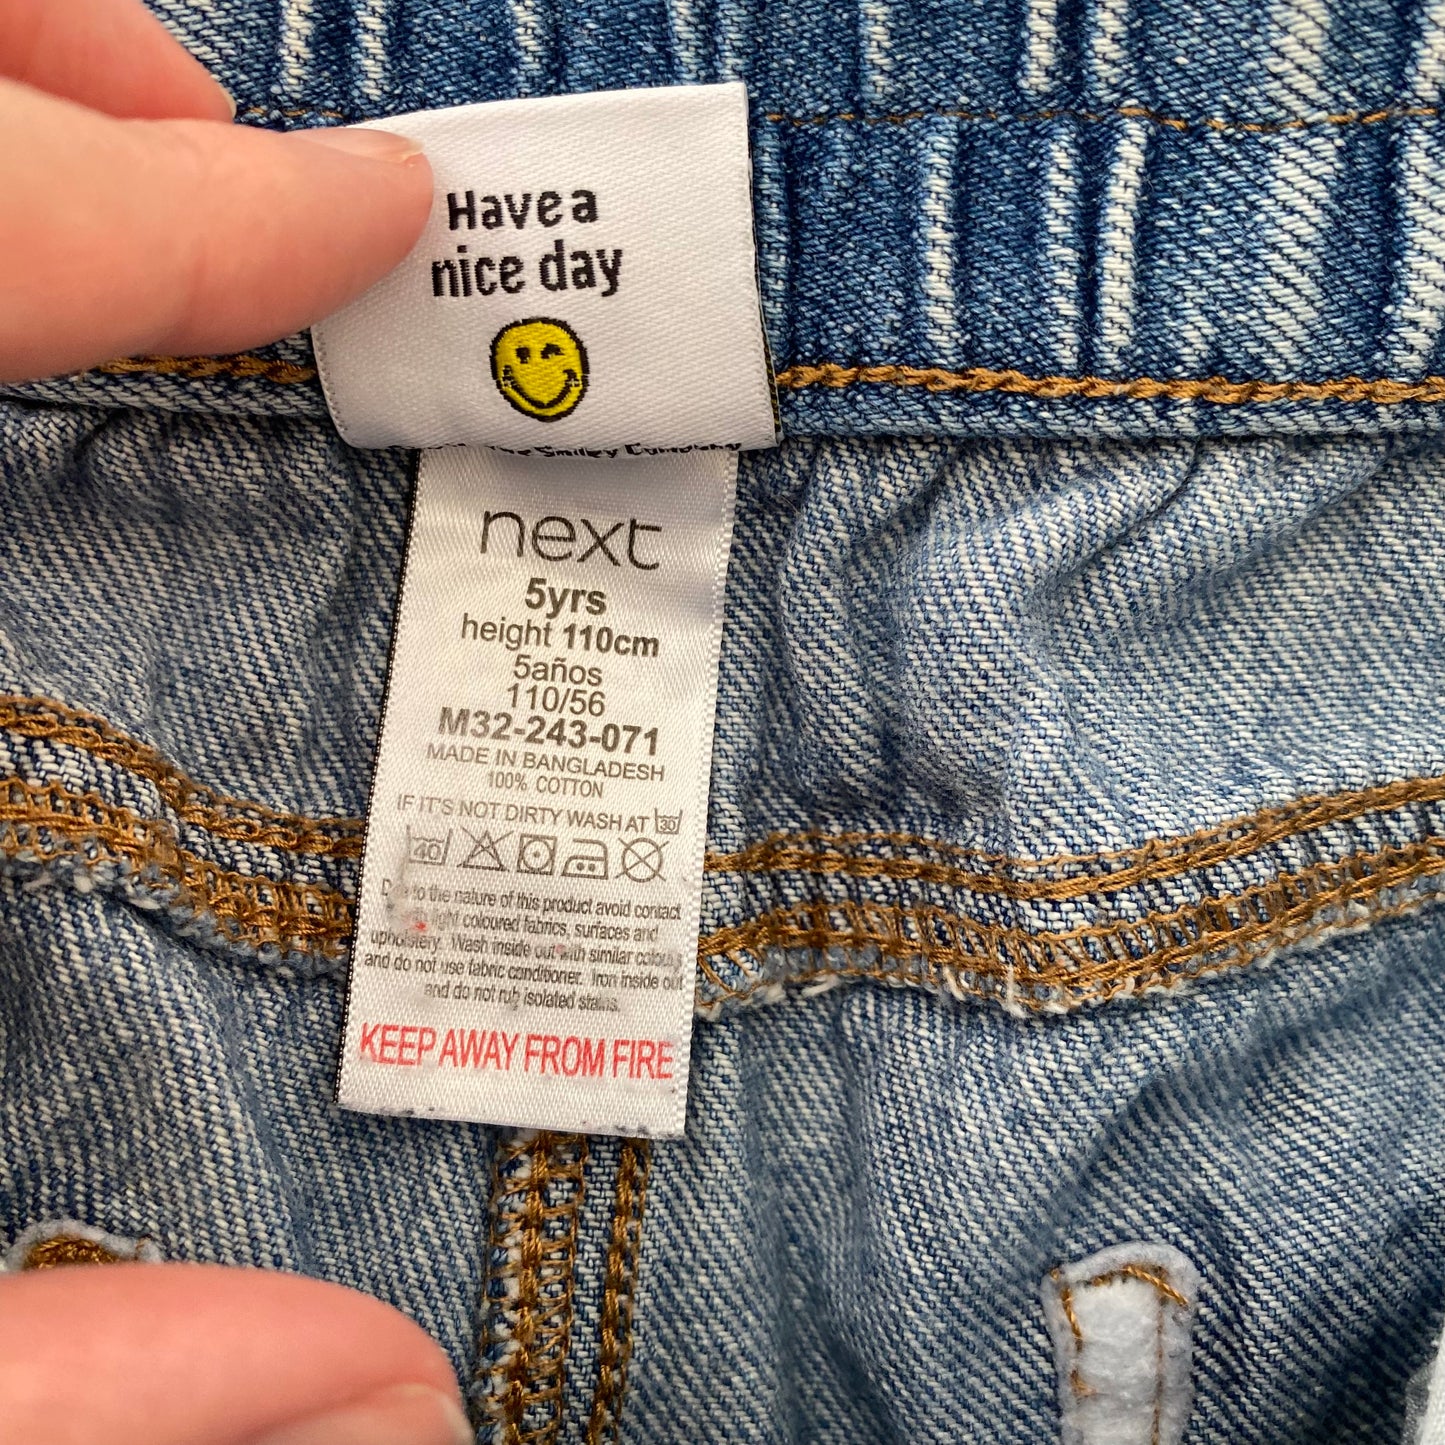 Have a
nice day
The Smiley Company
next
5yrs
height 110cm
5años
110/56
M32-243-071
MADE IN BANGLADESH
100% COTTON
IF IT'S NOT DIRTY WASH AT 30
40
to the nature of this product avoid contact
light coloured fabrics, surfaces and
upholstery. Wash inside out with similar colours
and do not use fabric conditioner. Iron inside out
and do not rub isolated stains.
KEEP AWAY FROM FIRE